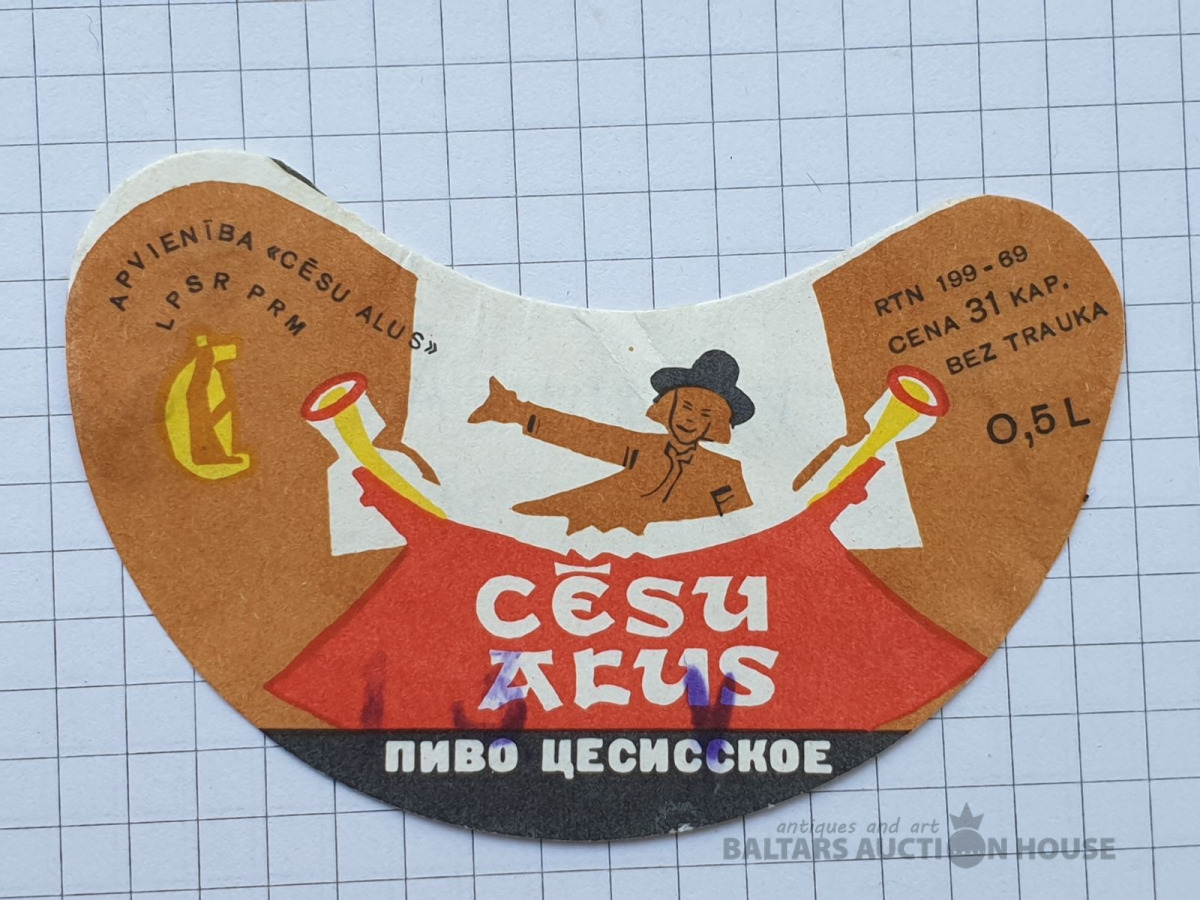 APVIENĪBA «CĒSU ALUS»
LPSR PRM
RTN 199-69
CENA 31 KAP.
BEZ TRAUKA
0,5 L
CĒSU
ALUS
ПИВО ЦЕСИССКОЕ
antiques and art
BALTARS AUCTION HOUSE